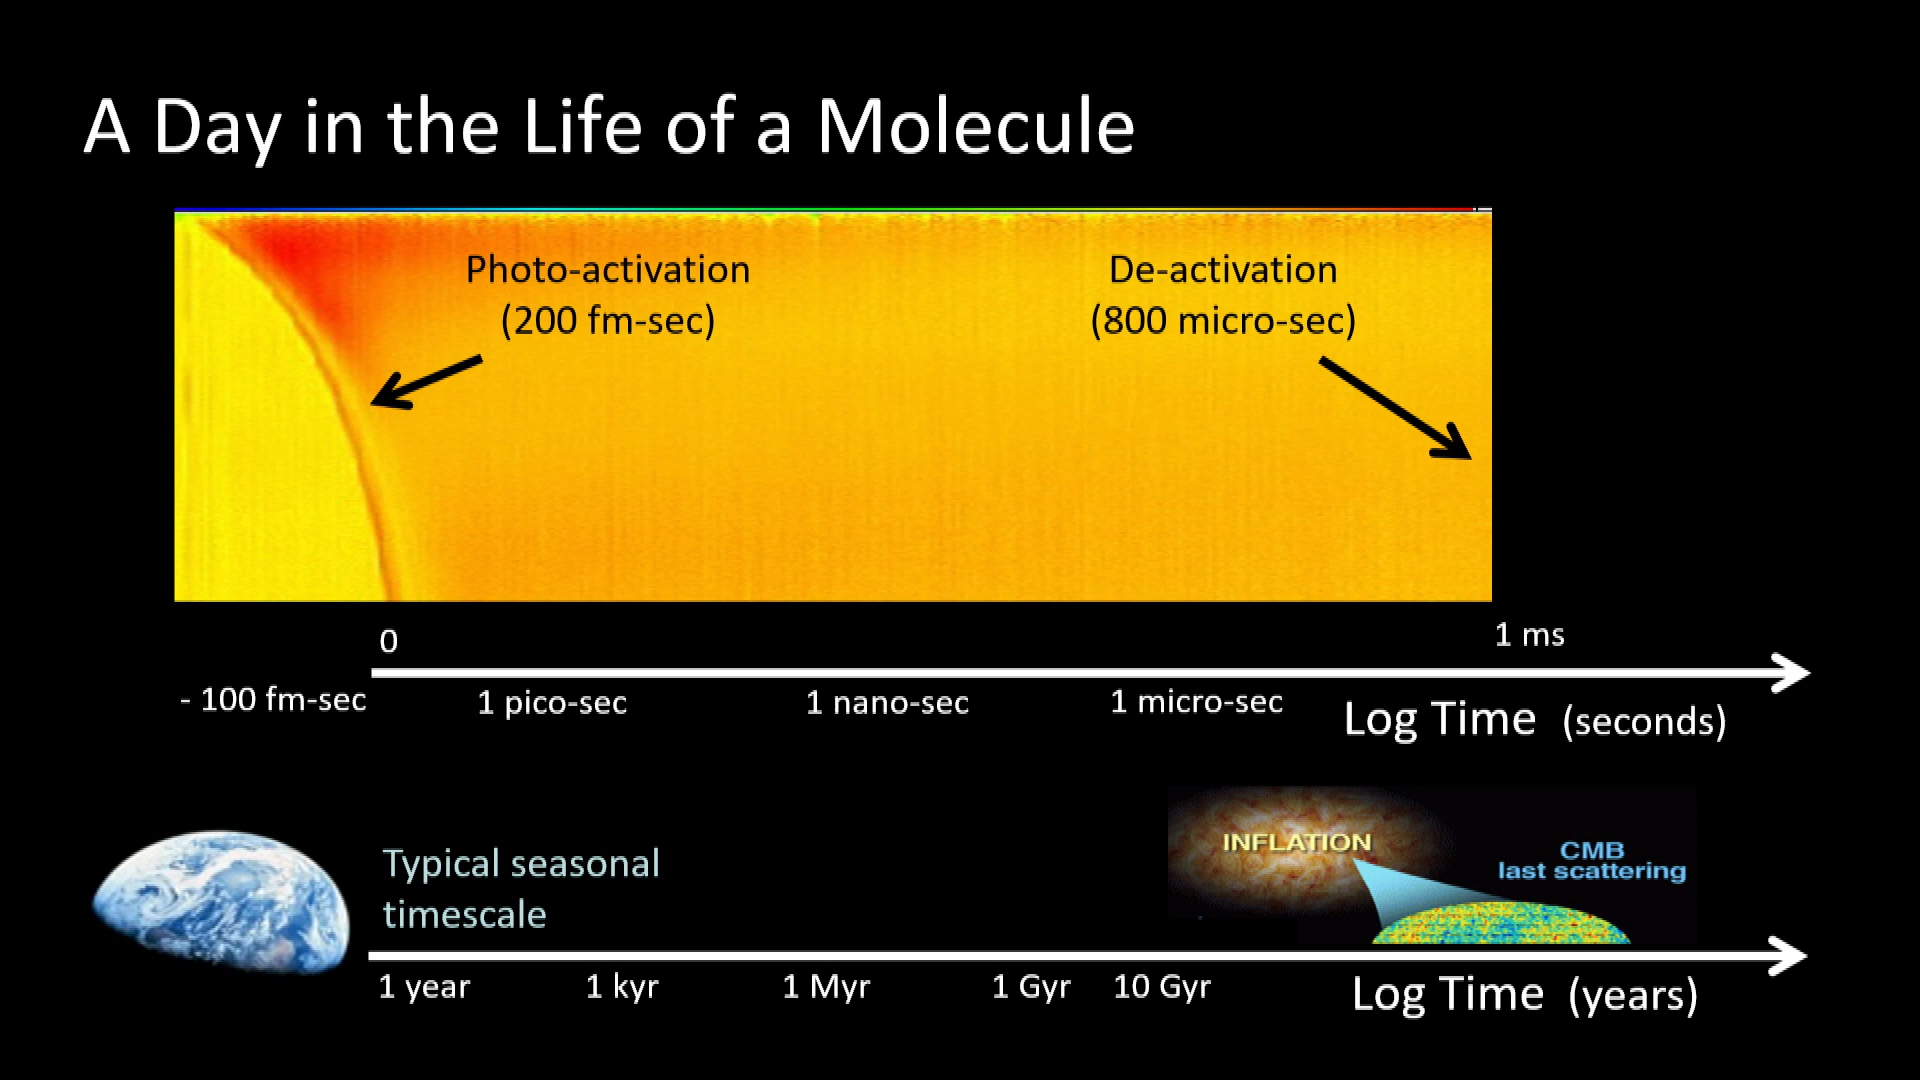 A Day in the Life of a Molecule
Photo-activation
(200 fm-sec)
De-activation
(800 micro-sec)
0
1 ms
- 100 fm-sec
1 pico-sec
1 nano-sec
1 micro-sec
Log Time (seconds)
Typical seasonal
timescale
INFLATION
CMB
last scattering
1 year
1 kyr
1 Myr
1 Gyr
10 Gyr
Log Time (years)